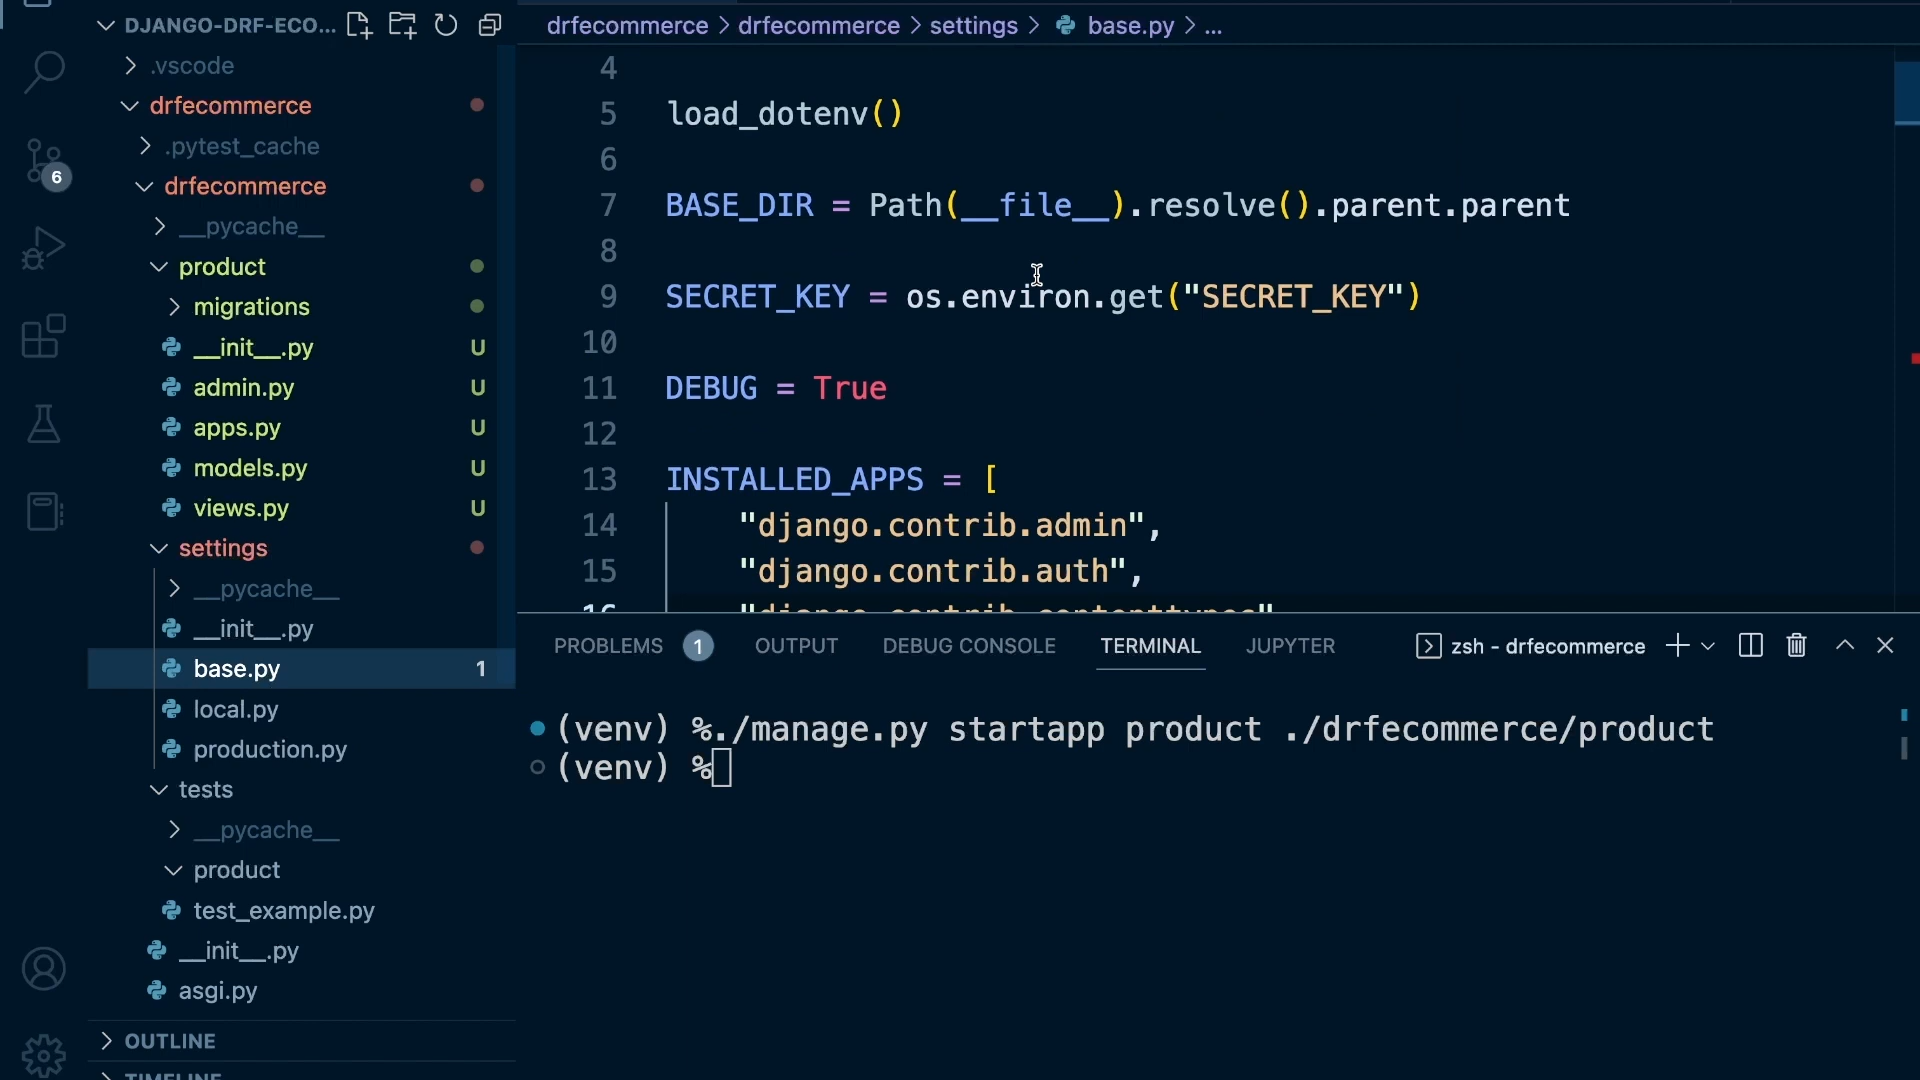 DJANGO-DRF-ECO...
.vscode
drfecommerce
.pytest_cache
drfecommerce
__pycache__
product
migrations
__init__.py U
admin.py U
apps.py U
models.py U
views.py U
settings
__pycache__
__init__.py
base.py 1
local.py
production.py
tests
__pycache__
product
test_example.py
__init__.py
asgi.py
OUTLINE
TIMELINE
6
drfecommerce > drfecommerce > settings > base.py > ...
4
5 load_dotenv()
6
7 BASE_DIR = Path(__file__).resolve().parent.parent
8
9 SECRET_KEY = os.environ.get("SECRET_KEY")
10
11 DEBUG = True
12
13 INSTALLED_APPS = [
14 "django.contrib.admin",
15 "django.contrib.auth",
16 "django.contrib.contenttypes"
PROBLEMS 1 OUTPUT DEBUG CONSOLE TERMINAL JUPYTER zsh - drfecommerce
(venv) %./manage.py startapp product ./drfecommerce/product
(venv) %